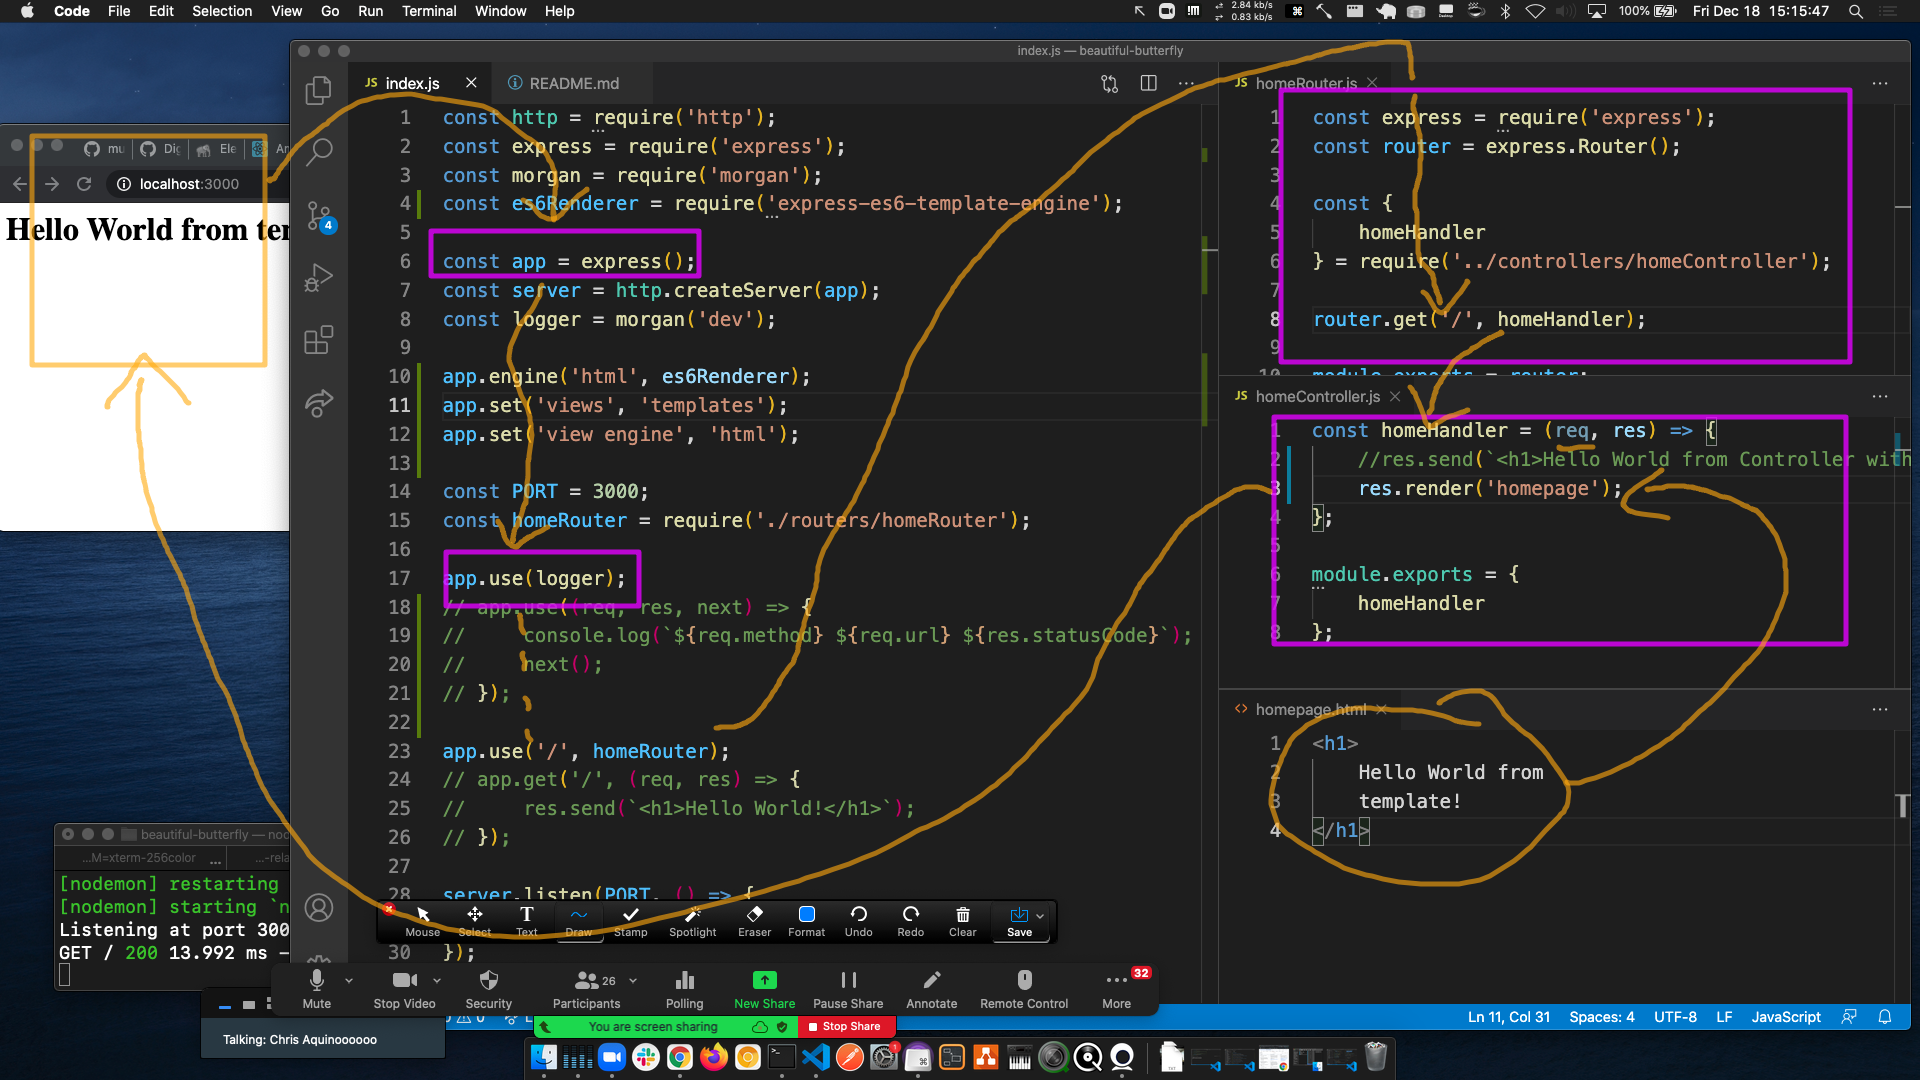 Code File Edit Selection View Go Run Terminal Window Help
2.84 kb/s
0.83 kb/s
100%
Fri Dec 18 15:15:47
index.js — beautiful-butterfly
JS index.js
README.md
1 const http = require('http');
2 const express = require('express');
3 const morgan = require('morgan');
4 const es6Renderer = require('express-es6-template-engine');
5
6 const app = express();
7 const server = http.createServer(app);
8 const logger = morgan('dev');
9
10 app.engine('html', es6Renderer);
11 app.set('views', 'templates');
12 app.set('view engine', 'html');
13
14 const PORT = 3000;
15 const homeRouter = require('./routers/homeRouter');
16
17 app.use(logger);
18 // app.use((req, res, next) => {
19 //     console.log(`${req.method} ${req.url} ${res.statusCode}`);
20 //     next();
21 // });
22
23 app.use('/', homeRouter);
24 // app.get('/', (req, res) => {
25 //     res.send(`<h1>Hello World!</h1>`);
26 // });
27
28 server.listen(PORT, () => {
30 });
JS homeRouter.js
1 const express = require('express');
2 const router = express.Router();
3
4 const {
5     homeHandler
6 } = require('../controllers/homeController');
7
8 router.get('/', homeHandler);
9
10 module.exports = router;
JS homeController.js
1 const homeHandler = (req, res) => {
2     //res.send(`<h1>Hello World from Controller with
3     res.render('homepage');
4 };
5
6 module.exports = {
7     homeHandler
8 };
<> homepage.html
1 <h1>
2     Hello World from
3     template!
4 </h1>
mu
Dig
Ele
An
localhost:3000
Hello World from ter
4
beautiful-butterfly — noc
...M=xterm-256color ... ...-rela
[nodemon] restarting
[nodemon] starting `n
Listening at port 300
GET / 200 13.992 ms —
Mouse Select Text Draw Stamp Spotlight Eraser Format Undo Redo Clear Save
Mute Stop Video Security Participants 26 Polling New Share Pause Share Annotate Remote Control More 32
You are screen sharing
Stop Share
Talking: Chris Aquinoooooo
Ln 11, Col 31 Spaces: 4 UTF-8 LF JavaScript